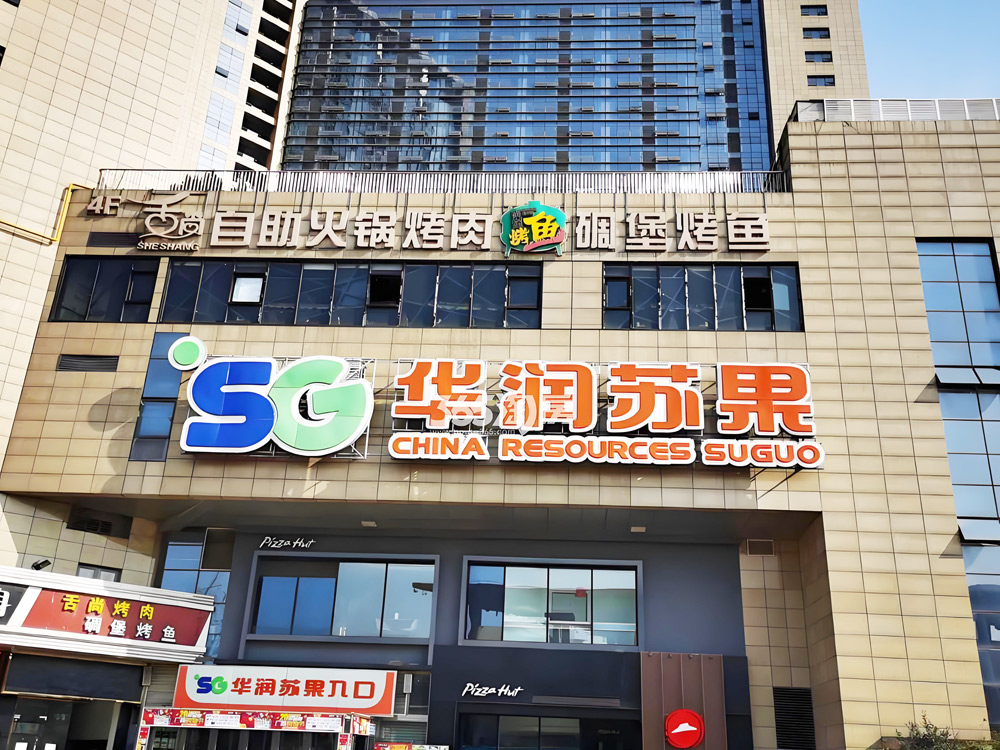 4F 舌尚 自助火锅烤肉 烤鱼 碉堡烤鱼
SHESHANG
SG 华润苏果
CHINA RESOURCES SUGUO
Pizza Hut
舌尚烤肉
碉堡烤鱼
SG 华润苏果入口
Pizza Hut